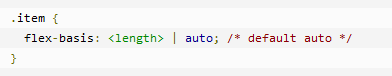 .item {
  flex-basis: <length> | auto; /* default auto */
}